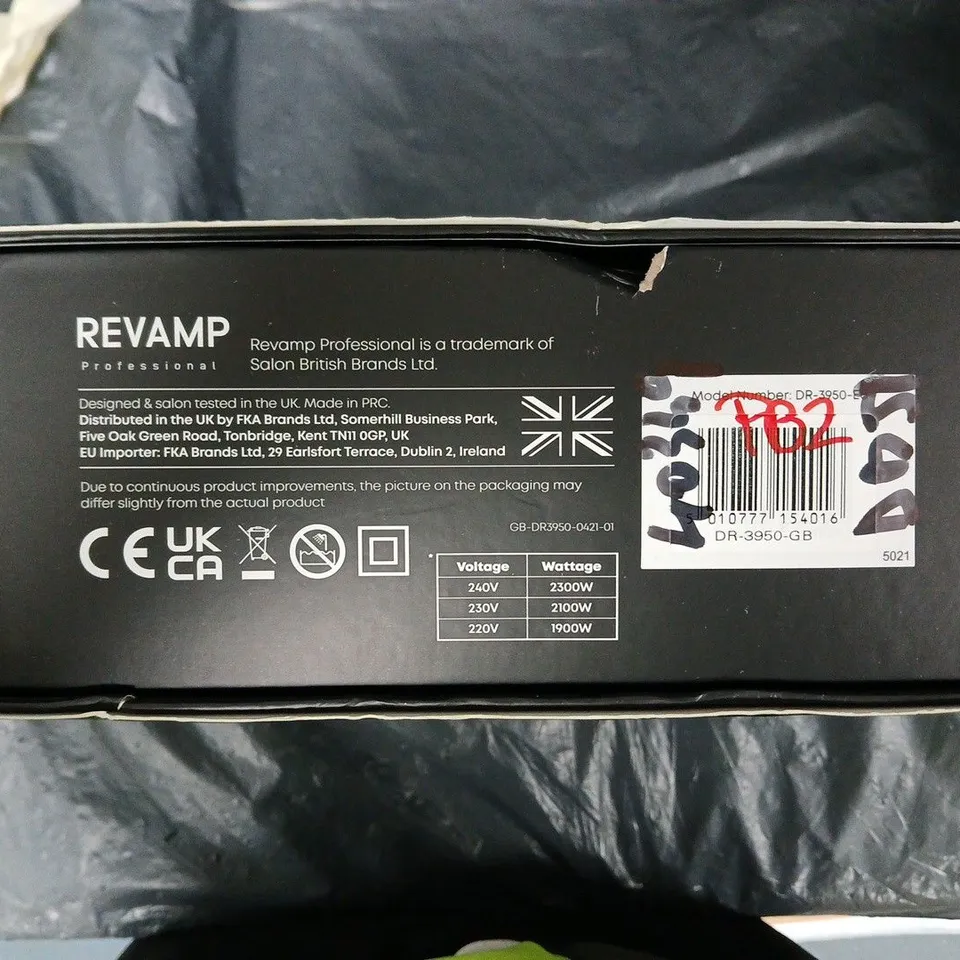 REVAMP
Professional
Revamp Professional is a trademark of
Salon British Brands Ltd.
Designed & salon tested in the UK. Made in PRC.
Distributed in the UK by FKA Brands Ltd, Somerhill Business Park,
Five Oak Green Road, Tonbridge, Kent TN11 0GP, UK
EU Importer: FKA Brands Ltd, 29 Earlsfort Terrace, Dublin 2, Ireland
Due to continuous product improvements, the picture on the packaging may
differ slightly from the actual product
GB-DR3950-0421-01
CE
UK
CA
*
Voltage Wattage
240V 2300W
230V 2100W
220V 1900W
Model Number: DR-3950-
PB2
5 010777 154016
DR-3950-GB
5021